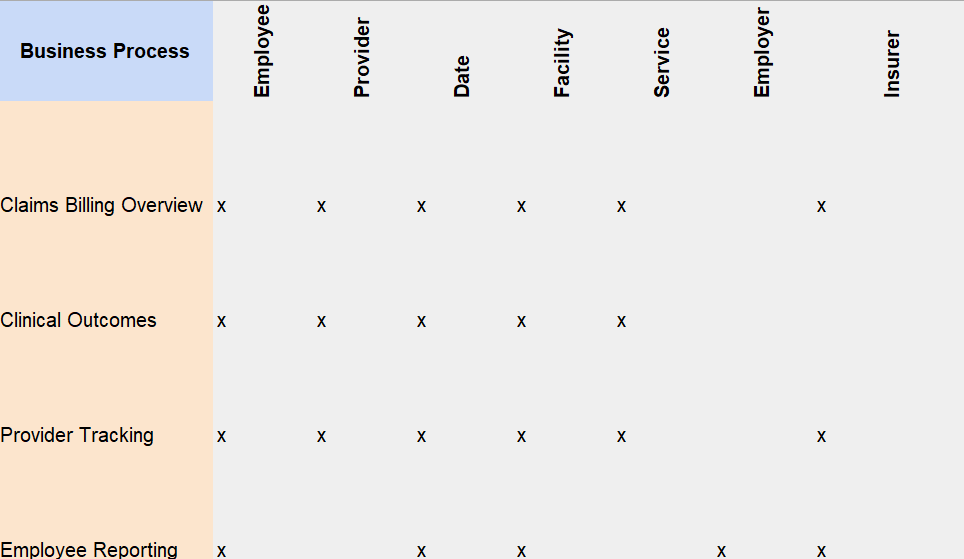 Business Process Employee Provider Date Facility Service Employer Insurer
Claims Billing Overview x x x x x x
Clinical Outcomes x x x x x
Provider Tracking x x x x x x
Employee Reporting x x x x x